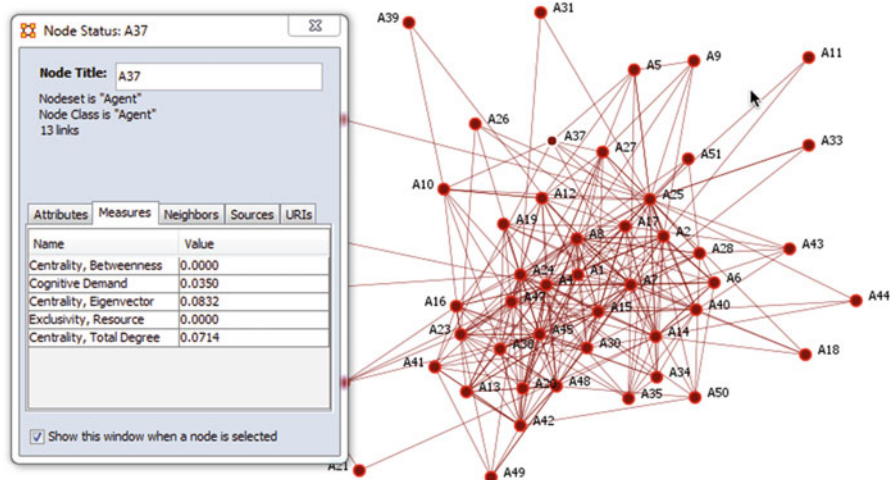 Node Status: A37
Node Title: A37
Nodeset is "Agent"
Node Class is "Agent"
13 links
Attributes Measures Neighbors Sources URIs
Name Value
Centrality, Betweenness 0.0000
Cognitive Demand 0.0350
Centrality, Eigenvector 0.0832
Exclusivity, Resource 0.0000
Centrality, Total Degree 0.0714
Show this window when a node is selected
A39
A31
A11
A5
A9
A26
A37
A27
A33
A51
A10
A12
A25
A19
A17
A8
A2
A28
A43
A24
A4
A1
A7
A6
A44
A16
A47
A15
A40
A23
A45
A14
A38
A30
A18
A41
A34
A13
A20
A48
A35
A50
A42
A21
A49